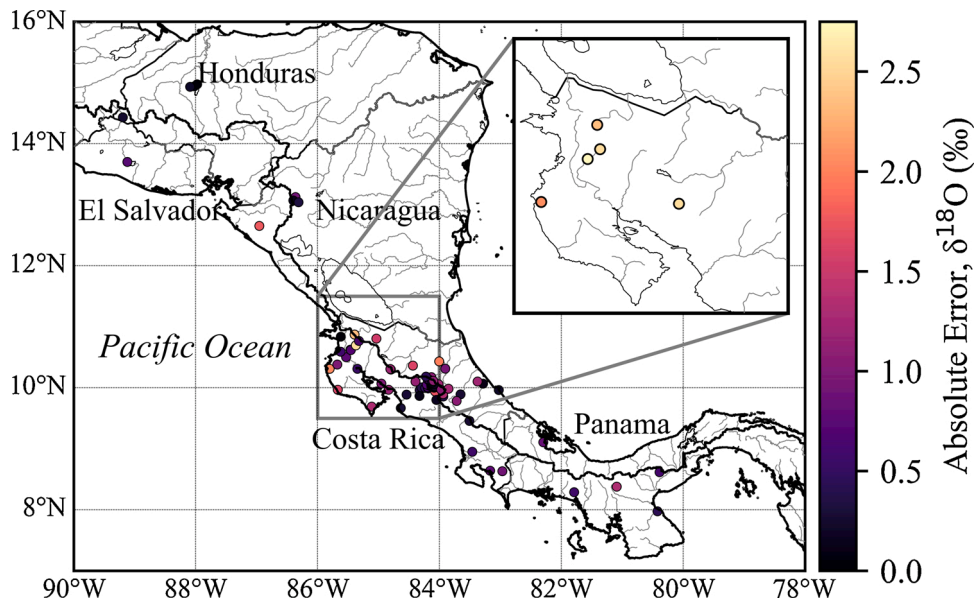 16°N
14°N
12°N
10°N
8°N
90°W 88°W 86°W 84°W 82°W 80°W 78°W
Honduras
El Salvador
Nicaragua
Pacific Ocean
Costa Rica
Panama
2.5
2.0
1.5
1.0
0.5
0.0
Absolute Error, δ¹⁸O (‰)